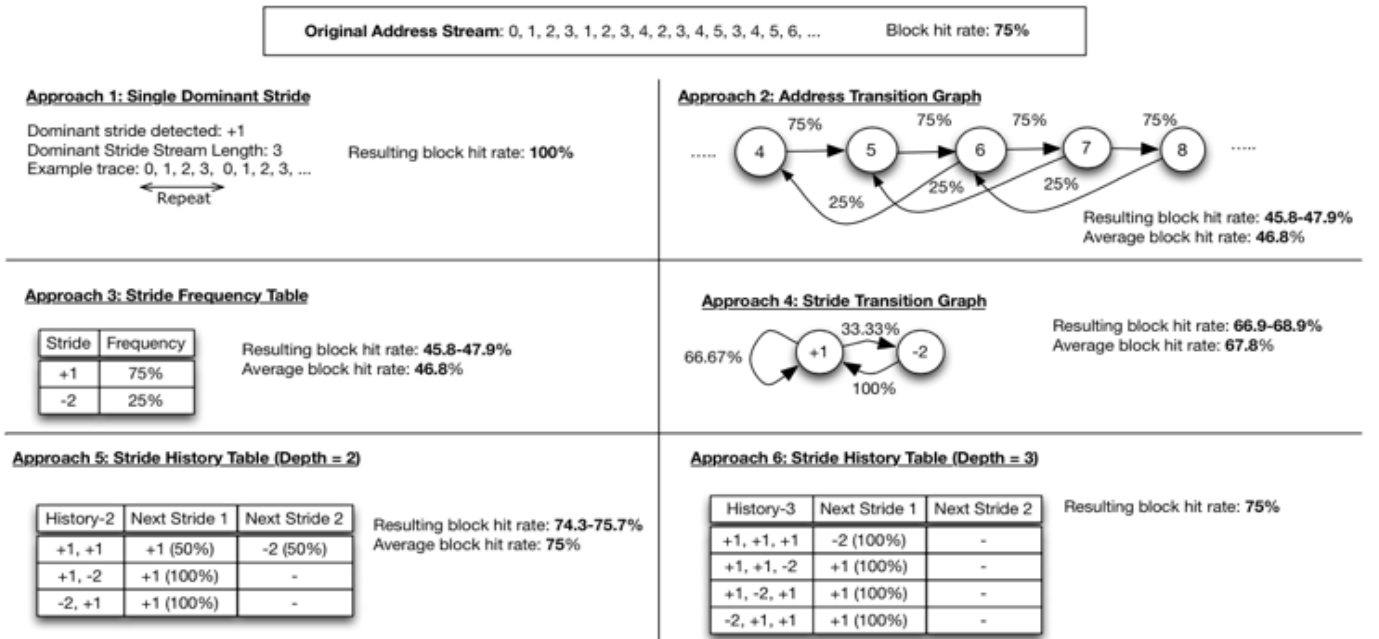 Original Address Stream: 0, 1, 2, 3, 1, 2, 3, 4, 2, 3, 4, 5, 3, 4, 5, 6, ... Block hit rate: 75%
Approach 1: Single Dominant Stride
Dominant stride detected: +1
Dominant Stride Stream Length: 3
Example trace: 0, 1, 2, 3, 0, 1, 2, 3, ...
Repeat
Resulting block hit rate: 100%
Approach 2: Address Transition Graph
75% 75% 75% 75%
..... 4 5 6 7 8 .....
25% 25% 25%
Resulting block hit rate: 45.8-47.9%
Average block hit rate: 46.8%
Approach 3: Stride Frequency Table
Stride Frequency
+1 75%
-2 25%
Resulting block hit rate: 45.8-47.9%
Average block hit rate: 46.8%
Approach 4: Stride Transition Graph
33.33%
66.67% +1 -2
100%
Resulting block hit rate: 66.9-68.9%
Average block hit rate: 67.8%
Approach 5: Stride History Table (Depth = 2)
History-2 Next Stride 1 Next Stride 2
+1, +1 +1 (50%) -2 (50%)
+1, -2 +1 (100%) -
-2, +1 +1 (100%) -
Resulting block hit rate: 74.3-75.7%
Average block hit rate: 75%
Approach 6: Stride History Table (Depth = 3)
History-3 Next Stride 1 Next Stride 2
+1, +1, +1 -2 (100%) -
+1, +1, -2 +1 (100%) -
+1, -2, +1 +1 (100%) -
-2, +1, +1 +1 (100%) -
Resulting block hit rate: 75%